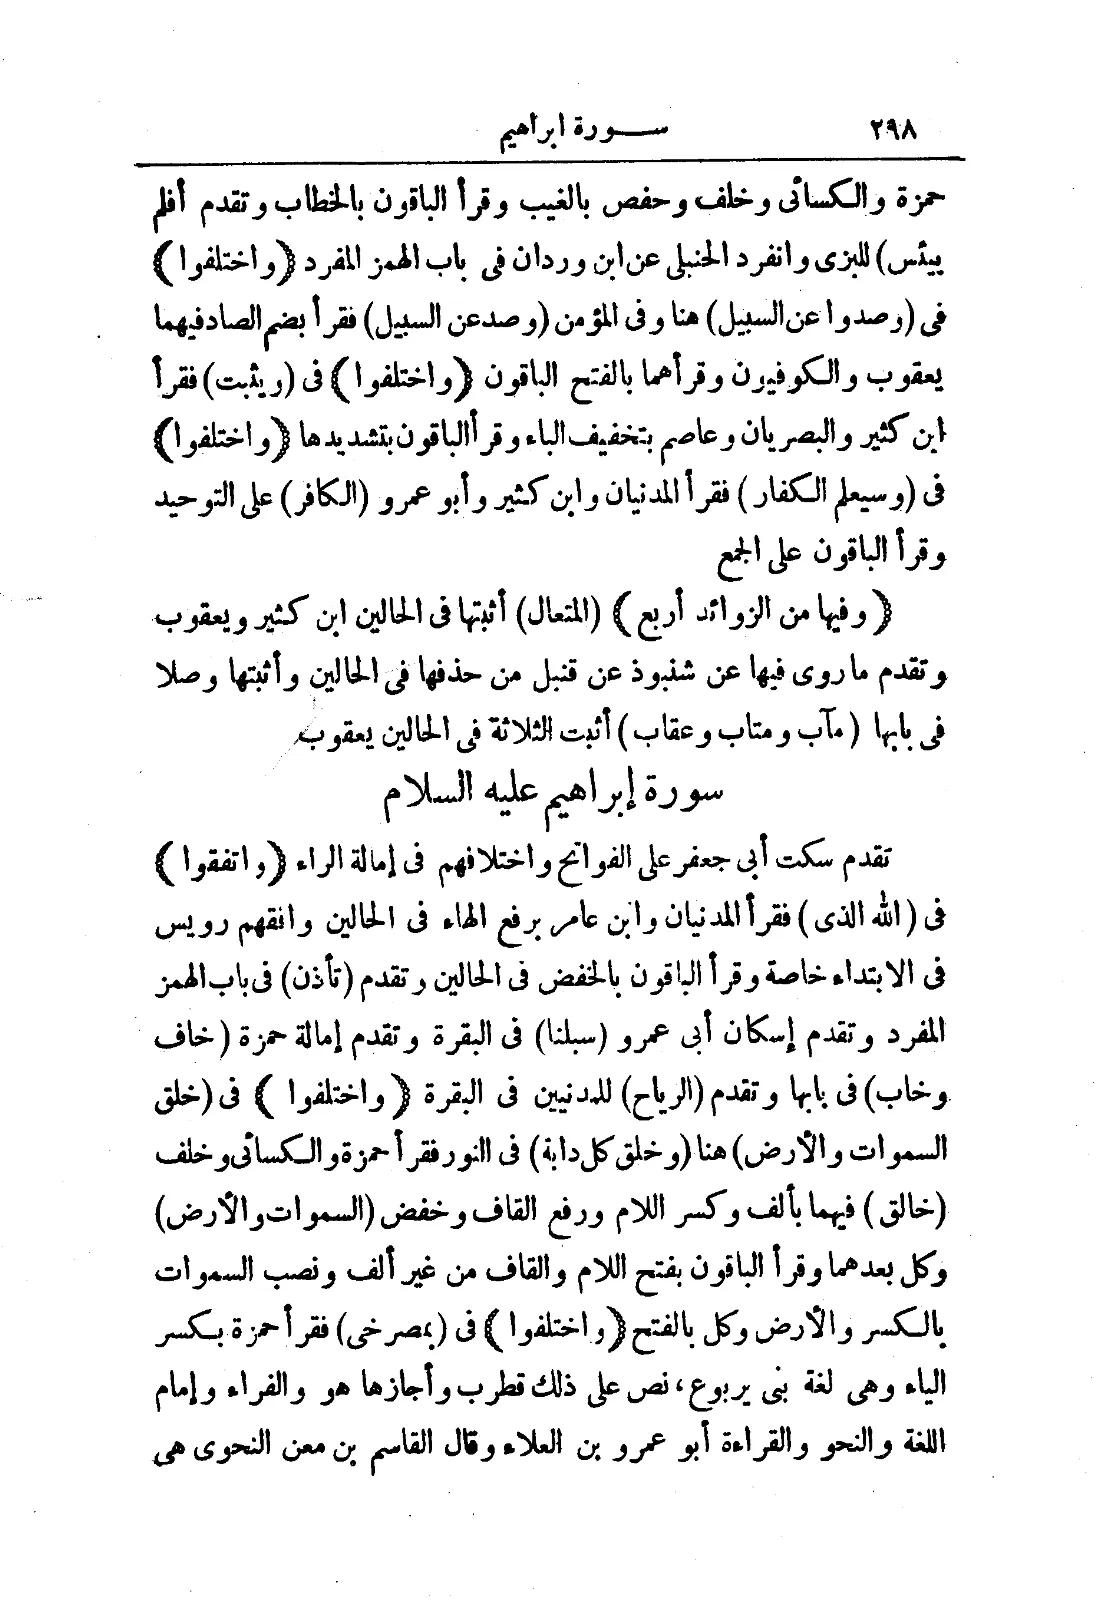 ٢٩٨ سورة ابراهيم
حمزة والكسائى وخلف وحفص بالغيب وقرأ الباقون بالخطاب وتقدم أفلم
ييئس) للبزى وانفرد الحنبلى عن ابن وردان فى باب الهمز المفرد ﴿واختلفوا﴾
فى (وصدوا عن السبيل) هنا وفى المؤمن (وصد عن السبيل) فقرأ بضم الصاد فيهما
يعقوب والكوفيون وقرأهما بالفتح الباقون ﴿واختلفوا﴾ فى (ويثبت) فقرأ
ابن كثير والبصريان وعاصم بتخفيف الباء وقرأ الباقون بتشديدها ﴿واختلفوا﴾
فى (وسيعلم الكفار) فقرأ المدنيان وابن كثير وأبو عمرو (الكافر) على التوحيد
وقرأ الباقون على الجمع
﴿وفيها من الزوائد أربع﴾ (المتعال) أثبتها فى الحالين ابن كثير ويعقوب
وتقدم ماروى فيها عن شنبوذ عن قنبل من حذفها فى الحالين وأثبتها وصلا
فى بابها (مآب ومتاب وعقاب) أثبت الثلاثة فى الحالين يعقوب
سورة إبراهيم عليه السلام
تقدم سكت أبى جعفر على الفواتح واختلافهم فى إمالة الراء ﴿واتفقوا﴾
فى (الله الذى) فقرأ المدنيان وابن عامر برفع الهاء فى الحالين وانقهم رويس
فى الابتداء خاصة وقرأ الباقون بالخفض فى الحالين وتقدم (تأذن) فى باب الهمز
المفرد وتقدم إسكان أبى عمرو (سبلنا) فى البقرة وتقدم إمالة حمزة (خاف
وخاب) فى بابها وتقدم (الرياح) للمدنيين فى البقرة ﴿واختلفوا﴾ فى (خلق
السموات والأرض) هنا (وخلق كل دابة) فى النور فقرأ حمزة والكسائى وخلف
(خالق) فيهما بألف وكسر اللام ورفع القاف وخفض (السموات والأرض)
وكل بعدهما وقرأ الباقون بفتح اللام والقاف من غير ألف ونصب السموات
بالكسر والأرض وكل بالفتح ﴿واختلفوا﴾ فى (بمصرخى) فقرأ حمزة بكسر
الياء وهى لغة بنى يربوع، نص على ذلك قطرب وأجازها هو والفراء وإمام
اللغة والنحو والقراءة أبو عمرو بن العلاء وقال القاسم بن معن النحوى هى